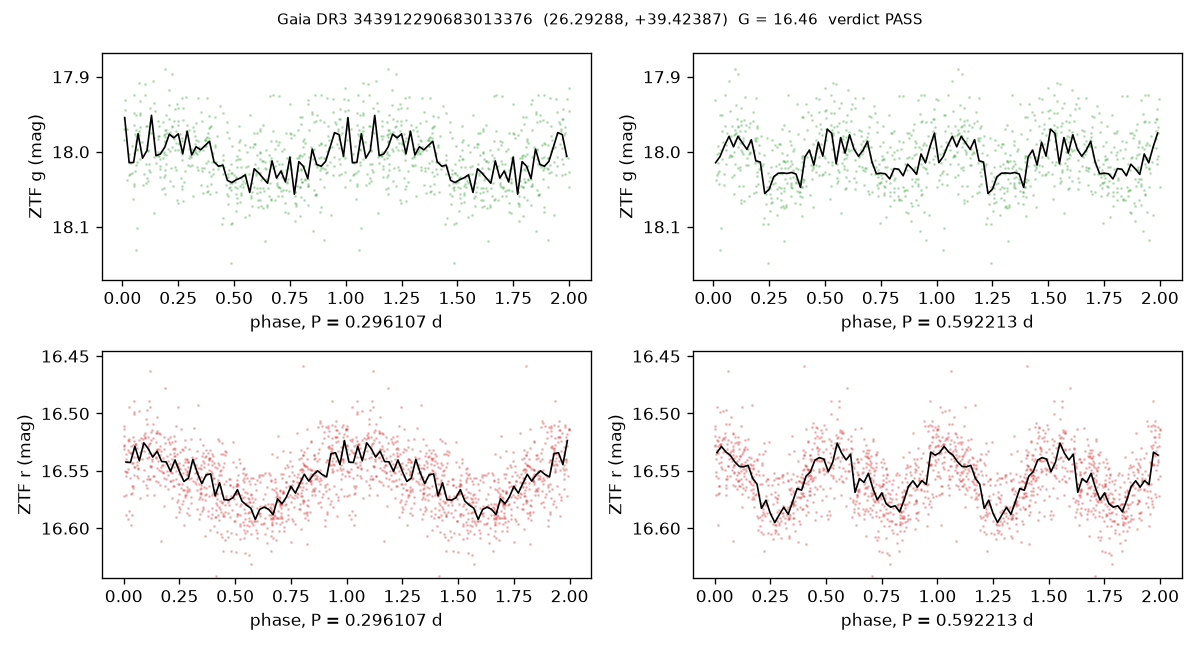 Gaia DR3 343912290683013376  (26.29288, +39.42387)  G = 16.46  verdict PASS
ZTF g (mag)
17.9
18.0
18.1
0.00 0.25 0.50 0.75 1.00 1.25 1.50 1.75 2.00
phase, P = 0.296107 d
ZTF g (mag)
17.9
18.0
18.1
0.00 0.25 0.50 0.75 1.00 1.25 1.50 1.75 2.00
phase, P = 0.592213 d
ZTF r (mag)
16.45
16.50
16.55
16.60
0.00 0.25 0.50 0.75 1.00 1.25 1.50 1.75 2.00
phase, P = 0.296107 d
ZTF r (mag)
16.45
16.50
16.55
16.60
0.00 0.25 0.50 0.75 1.00 1.25 1.50 1.75 2.00
phase, P = 0.592213 d